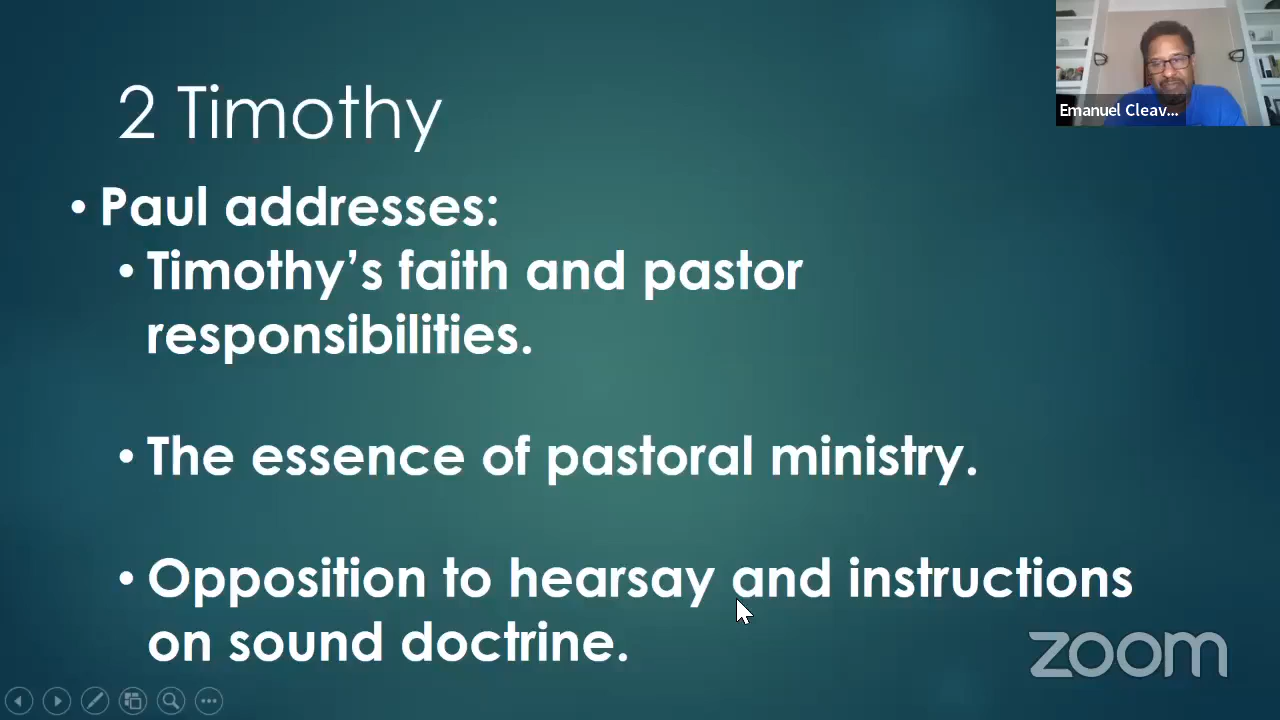 2 Timothy
Emanuel Cleav...
• Paul addresses:
• Timothy’s faith and pastor
responsibilities.
• The essence of pastoral ministry.
• Opposition to hearsay and instructions
on sound doctrine.
zoom